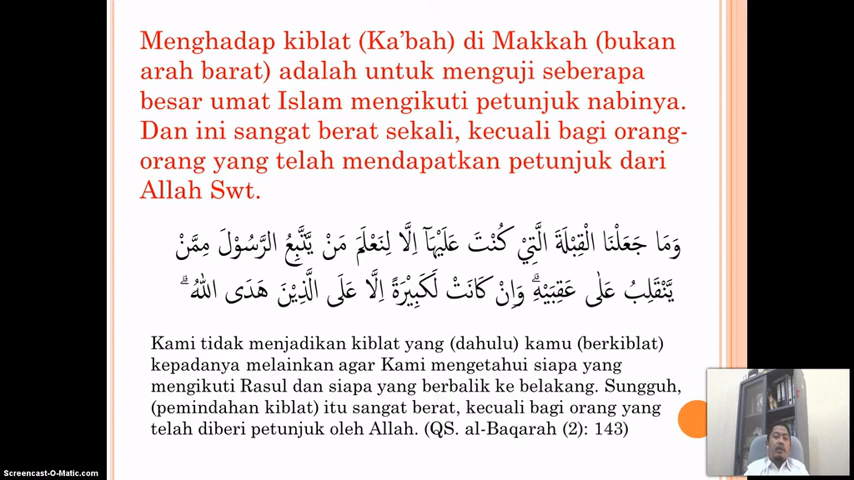 Menghadap kiblat (Ka’bah) di Makkah (bukan
arah barat) adalah untuk menguji seberapa
besar umat Islam mengikuti petunjuk nabinya.
Dan ini sangat berat sekali, kecuali bagi orang-
orang yang telah mendapatkan petunjuk dari
Allah Swt.
وَمَا جَعَلْنَا الْقِبْلَةَ الَّتِيْ كُنْتَ عَلَيْهَآ اِلَّا لِنَعْلَمَ مَنْ يَّتَّبِعُ الرَّسُوْلَ مِمَّنْ
يَّنْقَلِبُ عَلٰى عَقِبَيْهِۗ وَاِنْ كَانَتْ لَكَبِيْرَةً اِلَّا عَلَى الَّذِيْنَ هَدَى اللّٰهُ ۗ
Kami tidak menjadikan kiblat yang (dahulu) kamu (berkiblat)
kepadanya melainkan agar Kami mengetahui siapa yang
mengikuti Rasul dan siapa yang berbalik ke belakang. Sungguh,
(pemindahan kiblat) itu sangat berat, kecuali bagi orang yang
telah diberi petunjuk oleh Allah. (QS. al-Baqarah (2): 143)
Screencast-O-Matic.com